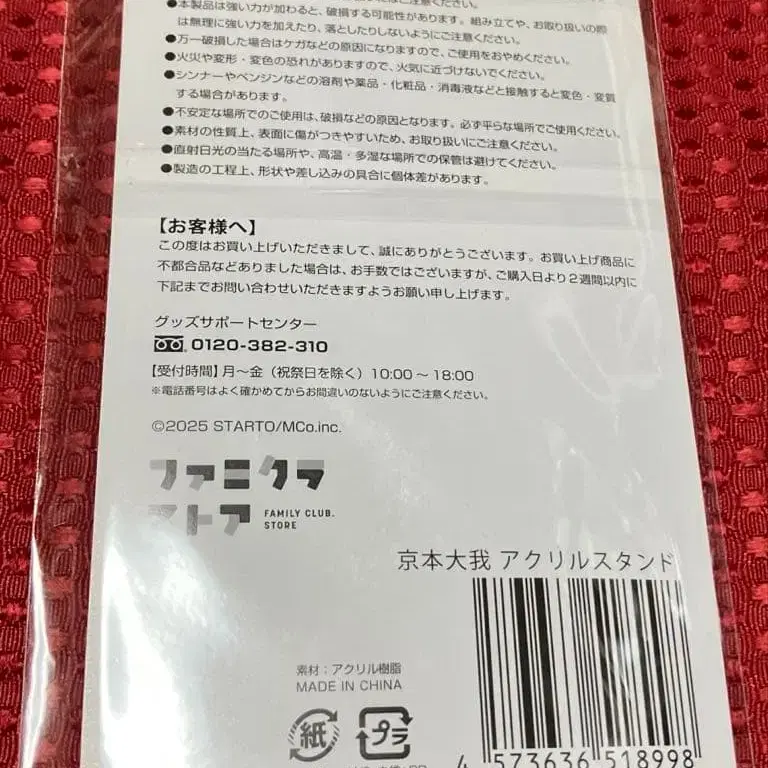 ●本製品は強い力が加わると、破損する可能性があります。組み立てや、お取り扱いの際
は無理に強い力を加えたり、落としたりしないようにご注意ください。
●万一破損した場合はケガなどの原因になりますので、ご使用をおやめください。
●火災や変形・変色の恐れがありますので、火気に近づけないでください。
●シンナーやベンジンなどの溶剤や薬品・化粧品・消毒液などと接触すると変色・変質
する場合があります。
●不安定な場所でのご使用は、破損などの原因となります。必ず平らな場所でご使用ください。
●素材の性質上、表面に傷がつきやすいため、お取り扱いにご注意ください。
●直射日光の当たる場所や、高温・多湿な場所での保管は避けてください。
●製造の工程上、形状や差し込みの具合に個体差があります。
【お客様へ】
この度はお買い上げいただきまして、誠にありがとうございます。お買い上げ商品に
不都合品などありました場合は、お手数ではございますが、ご購入日より2週間以内に
下記までお問い合わせいただきますようお願い申し上げます。
グッズサポートセンター
0120-382-310
【受付時間】月〜金（祝祭日を除く）10:00〜18:00
※電話番号はよく確かめてからお間違いのないようにご注意ください。
©2025 STARTO/MCo.inc.
ファミクラ
ストア FAMILY CLUB.
STORE
京本大我 アクリルスタンド
素材：アクリル樹脂
MADE IN CHINA
紙 プラ
4 573636 518998